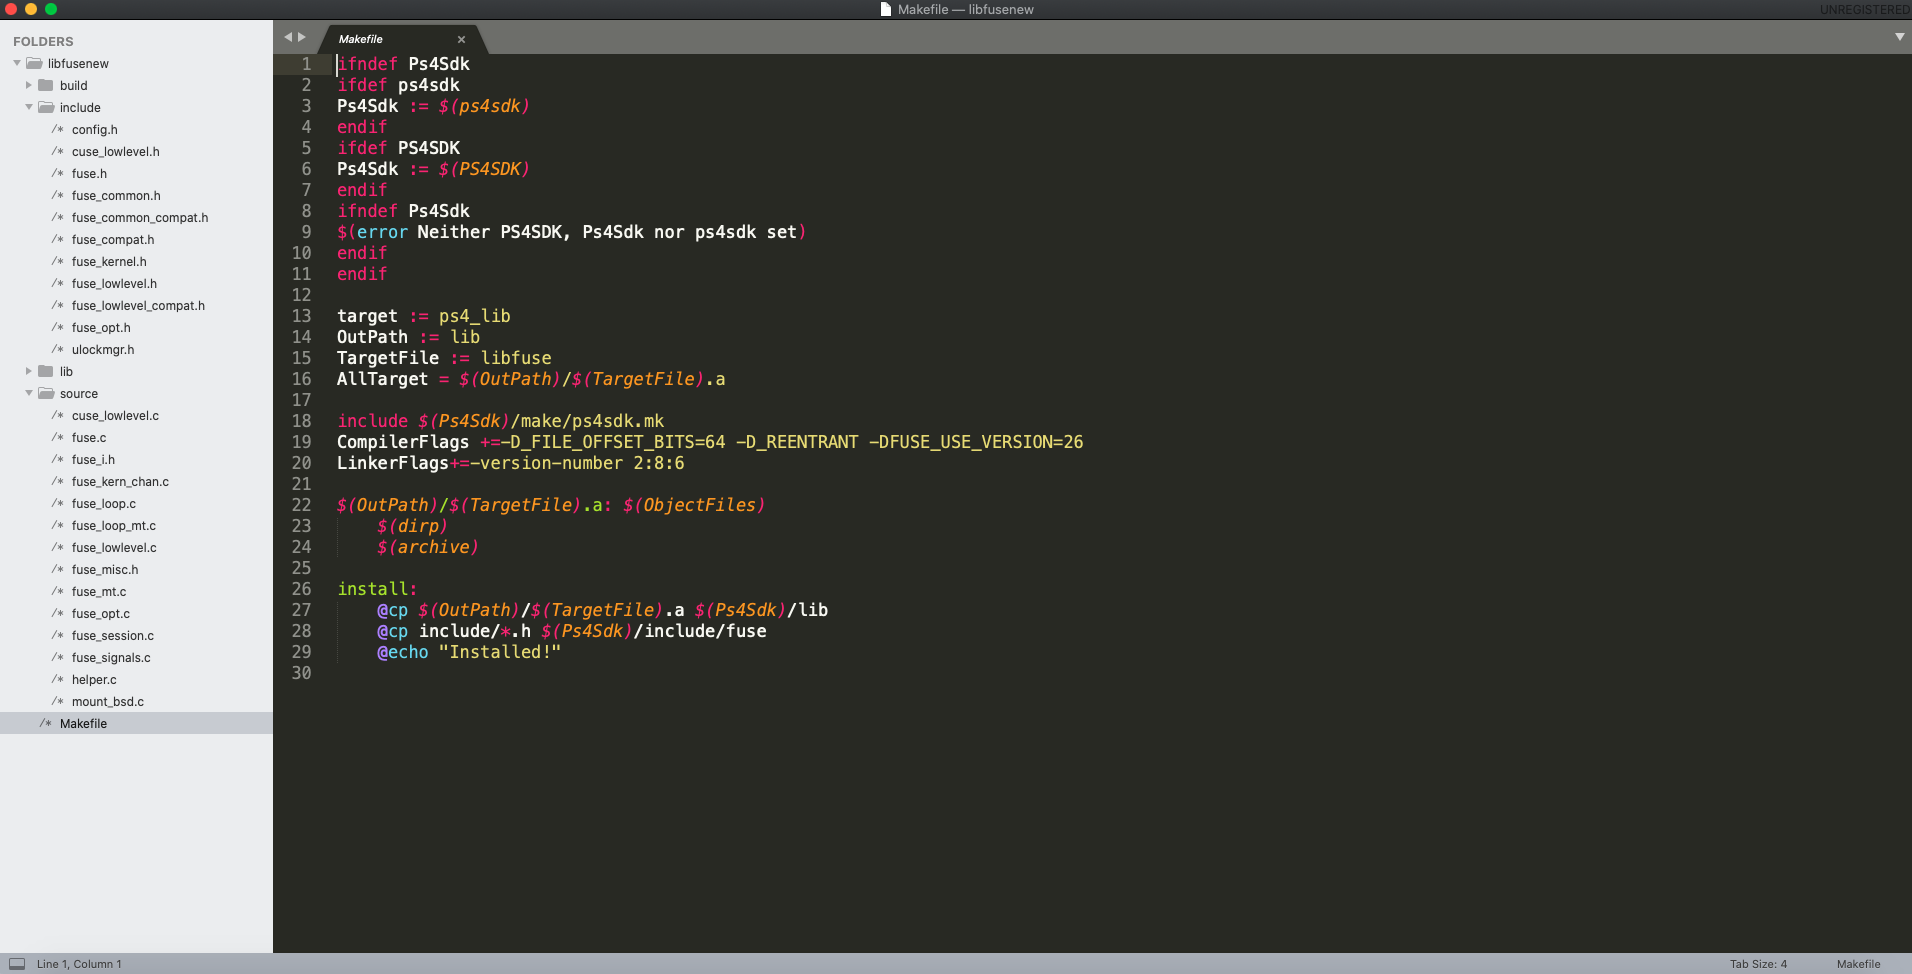 Makefile — libfusenew
UNREGISTERED
FOLDERS
libfusenew
build
include
/* config.h
/* cuse_lowlevel.h
/* fuse.h
/* fuse_common.h
/* fuse_common_compat.h
/* fuse_compat.h
/* fuse_kernel.h
/* fuse_lowlevel.h
/* fuse_lowlevel_compat.h
/* fuse_opt.h
/* ulockmgr.h
lib
source
/* cuse_lowlevel.c
/* fuse.c
/* fuse_i.h
/* fuse_kern_chan.c
/* fuse_loop.c
/* fuse_loop_mt.c
/* fuse_lowlevel.c
/* fuse_misc.h
/* fuse_mt.c
/* fuse_opt.c
/* fuse_session.c
/* fuse_signals.c
/* helper.c
/* mount_bsd.c
/* Makefile
Makefile ×
1 ifndef Ps4Sdk
2 ifdef ps4sdk
3 Ps4Sdk := $(ps4sdk)
4 endif
5 ifdef PS4SDK
6 Ps4Sdk := $(PS4SDK)
7 endif
8 ifndef Ps4Sdk
9 $(error Neither PS4SDK, Ps4Sdk nor ps4sdk set)
10 endif
11 endif
12
13 target := ps4_lib
14 OutPath := lib
15 TargetFile := libfuse
16 AllTarget = $(OutPath)/$(TargetFile).a
17
18 include $(Ps4Sdk)/make/ps4sdk.mk
19 CompilerFlags +=-D_FILE_OFFSET_BITS=64 -D_REENTRANT -DFUSE_USE_VERSION=26
20 LinkerFlags+=-version-number 2:8:6
21
22 $(OutPath)/$(TargetFile).a: $(ObjectFiles)
23 $(dirp)
24 $(archive)
25
26 install:
27 @cp $(OutPath)/$(TargetFile).a $(Ps4Sdk)/lib
28 @cp include/*.h $(Ps4Sdk)/include/fuse
29 @echo "Installed!"
30
Line 1, Column 1
Tab Size: 4
Makefile